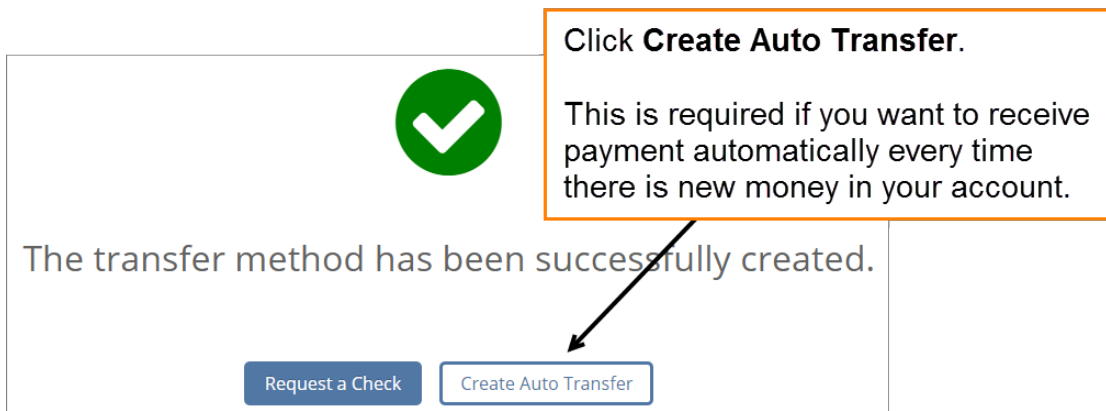 Click Create Auto Transfer.
This is required if you want to receive
payment automatically every time
there is new money in your account.
The transfer method has been successfully created.
Request a Check
Create Auto Transfer